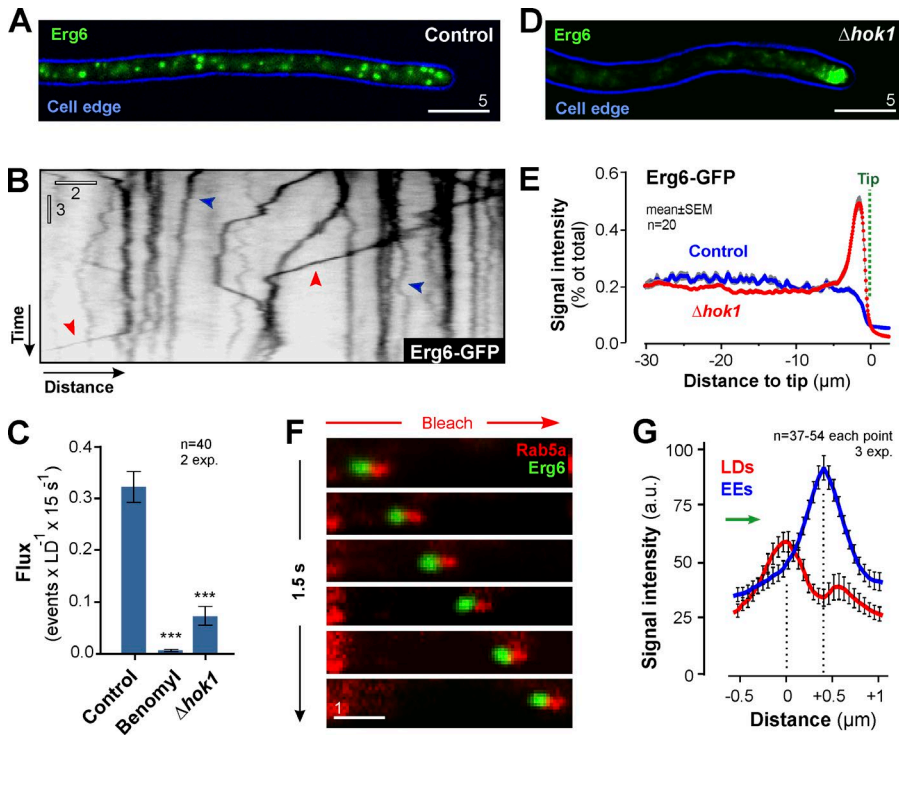 A
Erg6
Control
Cell edge
5
D
Erg6
Δhok1
Cell edge
5
B
2
3
Time
Erg6-GFP
Distance
E
Erg6-GFP
mean±SEM
n=20
Tip
Control
Δhok1
Signal intensity
(% ot total)
0.6
0.4
0.2
0.0
-30
-20
-10
0
Distance to tip (µm)
C
n=40
2 exp.
Flux
(events x LD⁻¹ x 15 s¹)
0.4
0.3
0.2
0.1
0.0
***
***
Control
Benomyl
Δhok1
F
Bleach
Rab5a
Erg6
1.5 s
1
G
n=37-54 each point
3 exp.
LDs
EEs
Signal intensity (a.u.)
100
75
50
25
0
-0.5
0
+0.5
+1
Distance (µm)